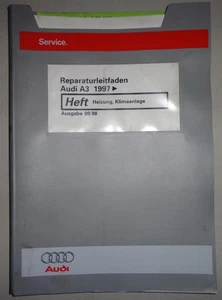 Service.
Reparaturleitfaden
Audi A3 1997 ►
Heft Heizung, Klimaanlage
Ausgabe 09.98
Audi